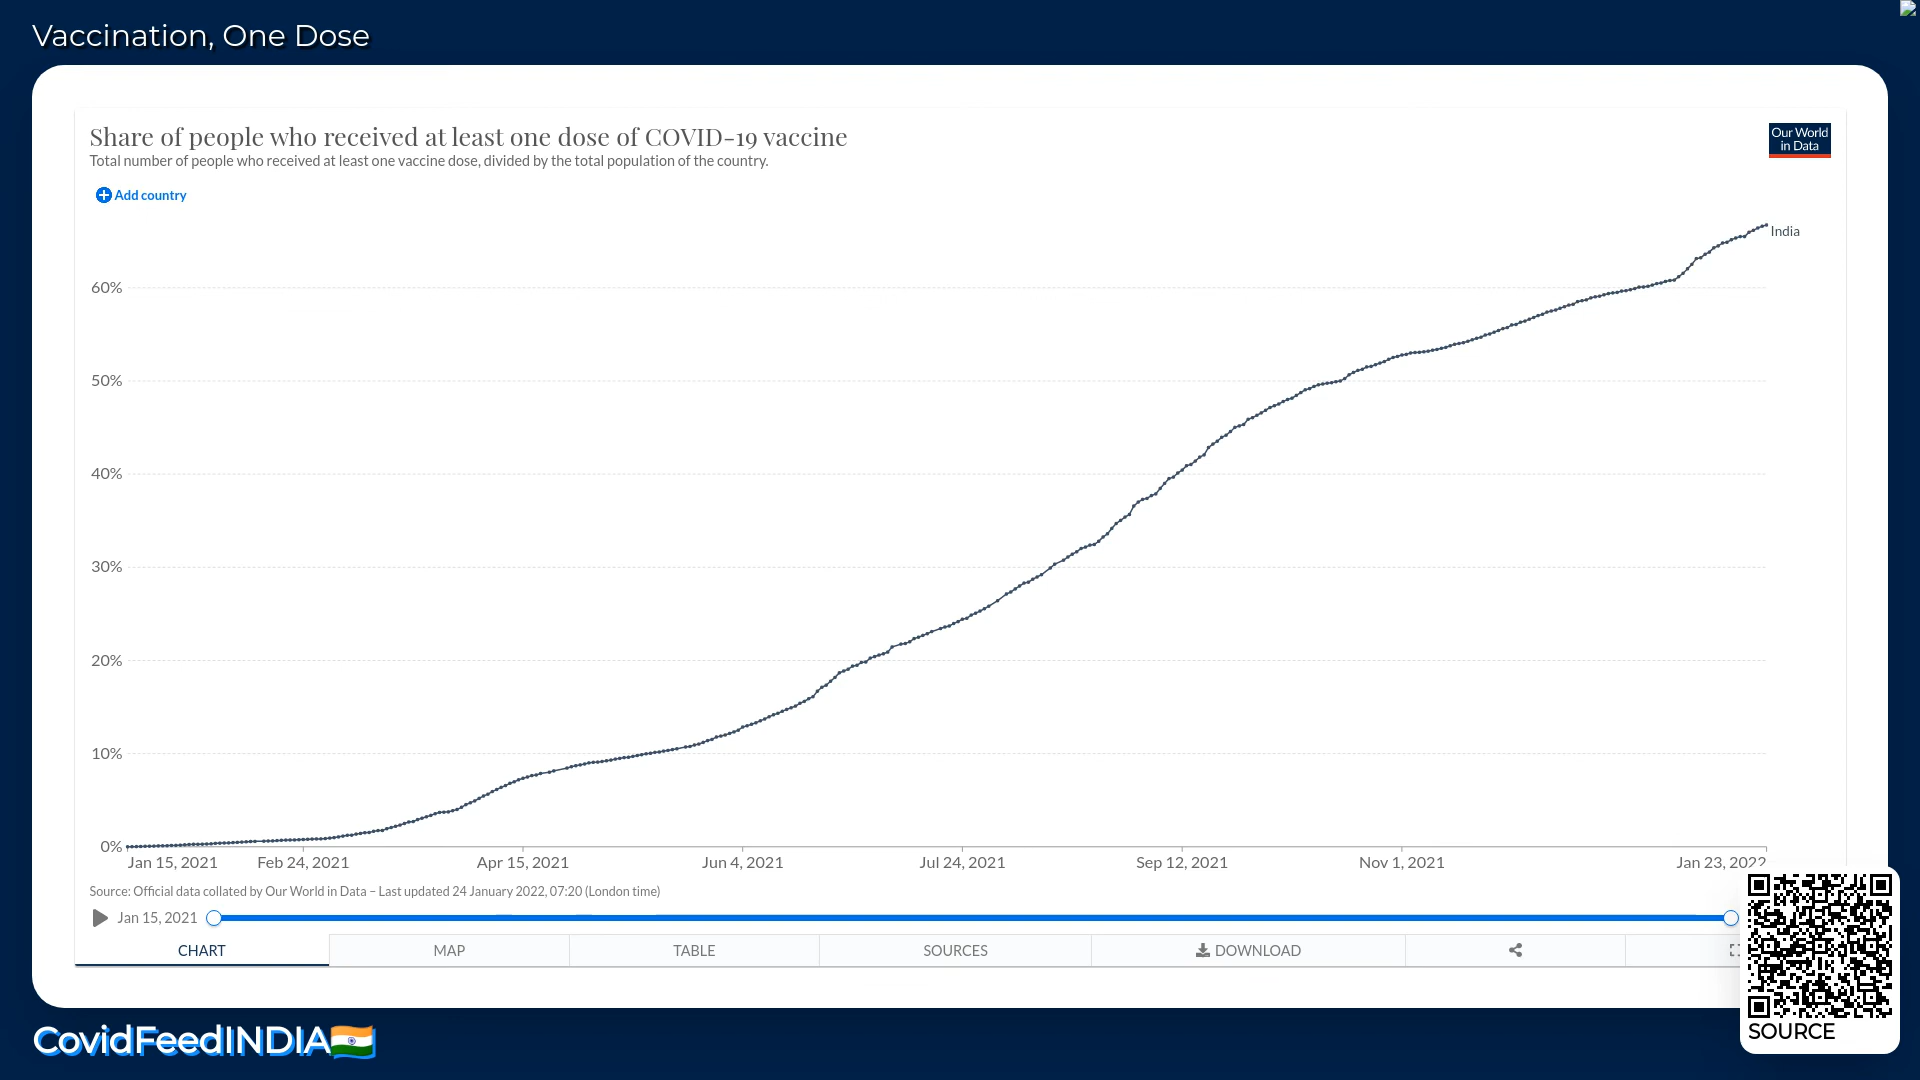 Vaccination, One Dose
Share of people who received at least one dose of COVID-19 vaccine
Total number of people who received at least one vaccine dose, divided by the total population of the country.
Our World
in Data
Add country
India
60%
50%
40%
30%
20%
10%
0%
Jan 15, 2021 Feb 24, 2021 Apr 15, 2021 Jun 4, 2021 Jul 24, 2021 Sep 12, 2021 Nov 1, 2021 Jan 23, 2022
Source: Official data collated by Our World in Data – Last updated 24 January 2022, 07:20 (London time)
Jan 15, 2021
CHART MAP TABLE SOURCES DOWNLOAD
SOURCE
CovidFeedINDIA